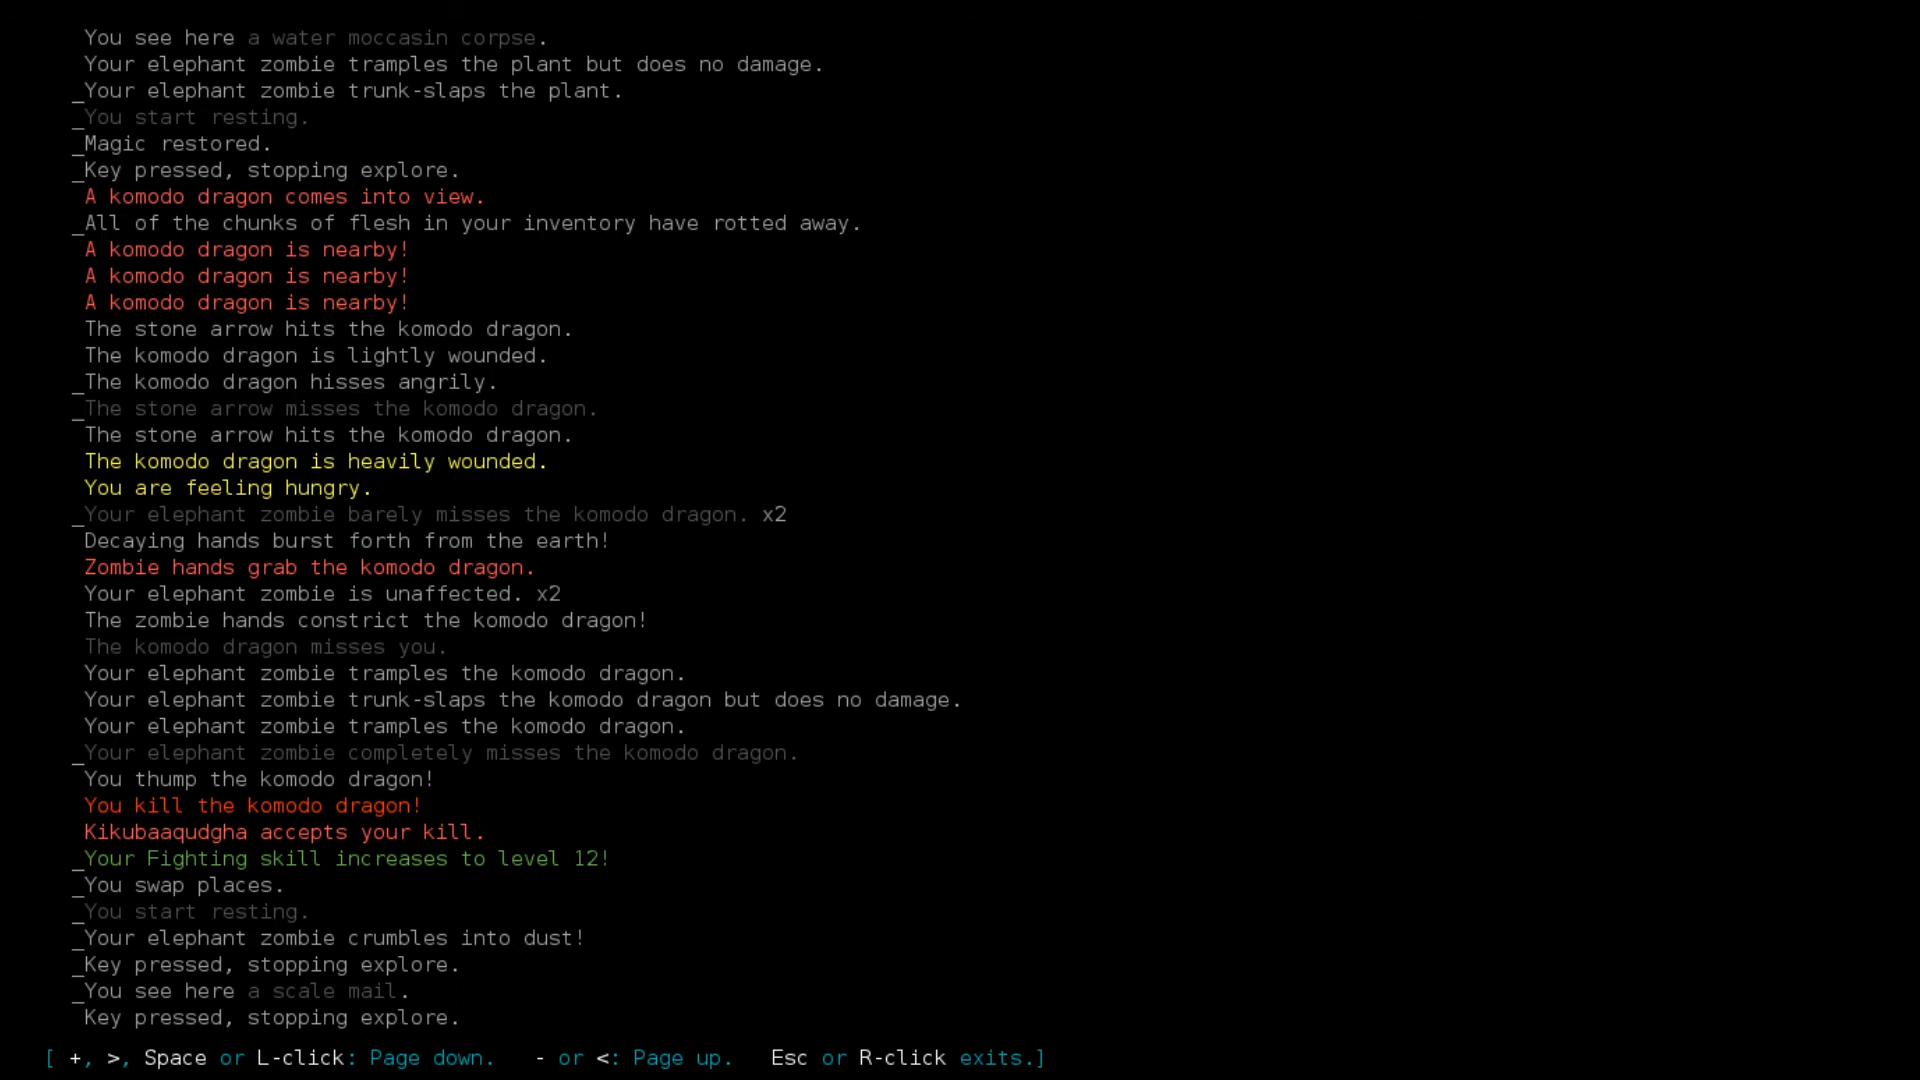 You see here a water moccasin corpse.
Your elephant zombie tramples the plant but does no damage.
_Your elephant zombie trunk-slaps the plant.
_You start resting.
_Magic restored.
_Key pressed, stopping explore.
A komodo dragon comes into view.
_All of the chunks of flesh in your inventory have rotted away.
A komodo dragon is nearby!
A komodo dragon is nearby!
A komodo dragon is nearby!
The stone arrow hits the komodo dragon.
The komodo dragon is lightly wounded.
_The komodo dragon hisses angrily.
_The stone arrow misses the komodo dragon.
The stone arrow hits the komodo dragon.
The komodo dragon is heavily wounded.
You are feeling hungry.
_Your elephant zombie barely misses the komodo dragon. x2
Decaying hands burst forth from the earth!
Zombie hands grab the komodo dragon.
Your elephant zombie is unaffected. x2
The zombie hands constrict the komodo dragon!
The komodo dragon misses you.
Your elephant zombie tramples the komodo dragon.
Your elephant zombie trunk-slaps the komodo dragon but does no damage.
Your elephant zombie tramples the komodo dragon.
_Your elephant zombie completely misses the komodo dragon.
You thump the komodo dragon!
You kill the komodo dragon!
Kikubaaqudgha accepts your kill.
_Your Fighting skill increases to level 12!
_You swap places.
_You start resting.
_Your elephant zombie crumbles into dust!
_Key pressed, stopping explore.
_You see here a scale mail.
Key pressed, stopping explore.
[ +, >, Space or L-click: Page down.   - or <: Page up.   Esc or R-click exits.]